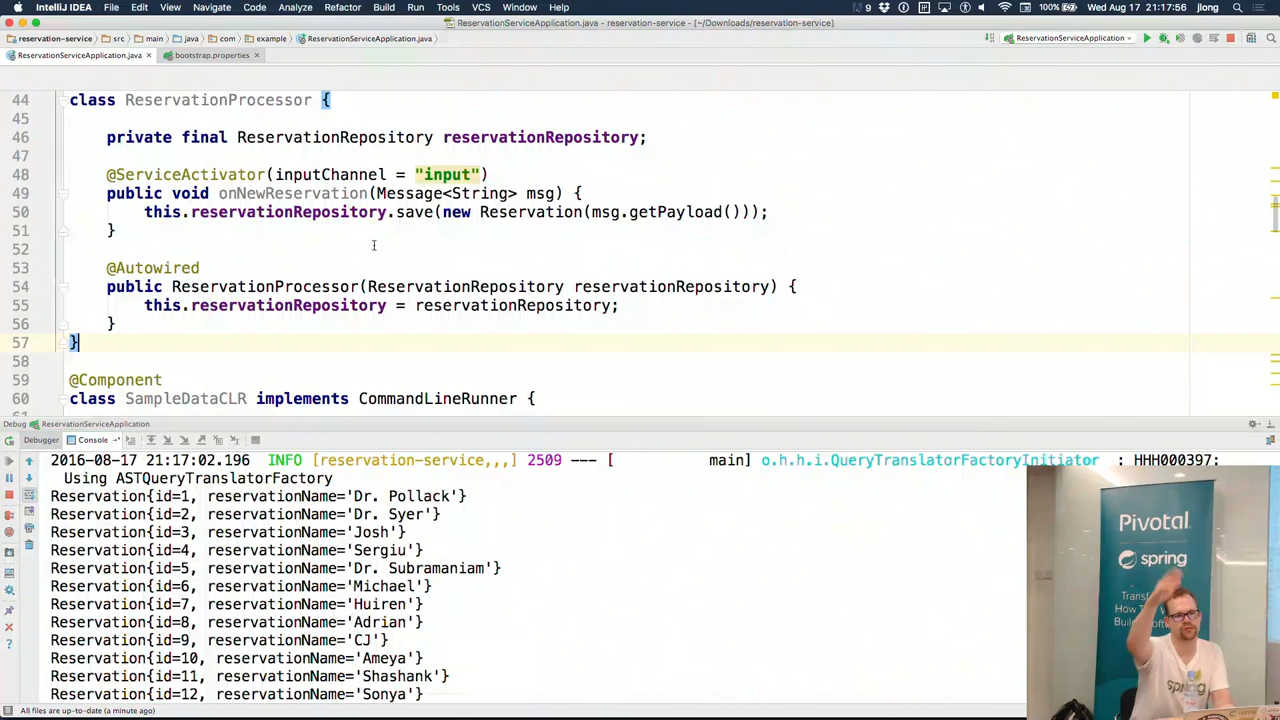 IntelliJ IDEA File Edit View Navigate Code Analyze Refactor Build Run Tools VCS Window Help 9 100% Wed Aug 17 21:17:56 jlong
ReservationServiceApplication.java - reservation-service - [~/Downloads/reservation-service]
reservation-service src main java com example ReservationServiceApplication.java ReservationServiceApplication
ReservationServiceApplication.java bootstrap.properties
44 class ReservationProcessor {
45
46 private final ReservationRepository reservationRepository;
47
48 @ServiceActivator(inputChannel = "input")
49 public void onNewReservation(Message<String> msg) {
50 this.reservationRepository.save(new Reservation(msg.getPayload()));
51 }
52
53 @Autowired
54 public ReservationProcessor(ReservationRepository reservationRepository) {
55 this.reservationRepository = reservationRepository;
56 }
57 }
58
59 @Component
60 class SampleDataCLR implements CommandLineRunner {
Debug ReservationServiceApplication
Debugger Console
2016-08-17 21:17:02.196 INFO [reservation-service,,,] 2509 --- [ main] o.h.h.i.QueryTranslatorFactoryInitiator : HHH000397:
Using ASTQueryTranslatorFactory
Reservation{id=1, reservationName='Dr. Pollack'}
Reservation{id=2, reservationName='Dr. Syer'}
Reservation{id=3, reservationName='Josh'}
Reservation{id=4, reservationName='Sergiu'}
Reservation{id=5, reservationName='Dr. Subramaniam'}
Reservation{id=6, reservationName='Michael'}
Reservation{id=7, reservationName='Huiren'}
Reservation{id=8, reservationName='Adrian'}
Reservation{id=9, reservationName='CJ'}
Reservation{id=10, reservationName='Ameya'}
Reservation{id=11, reservationName='Shashank'}
Reservation{id=12, reservationName='Sonya'}
All files are up-to-date (a minute ago)
Pivotal
spring
Transfor
How T
Buil
spring